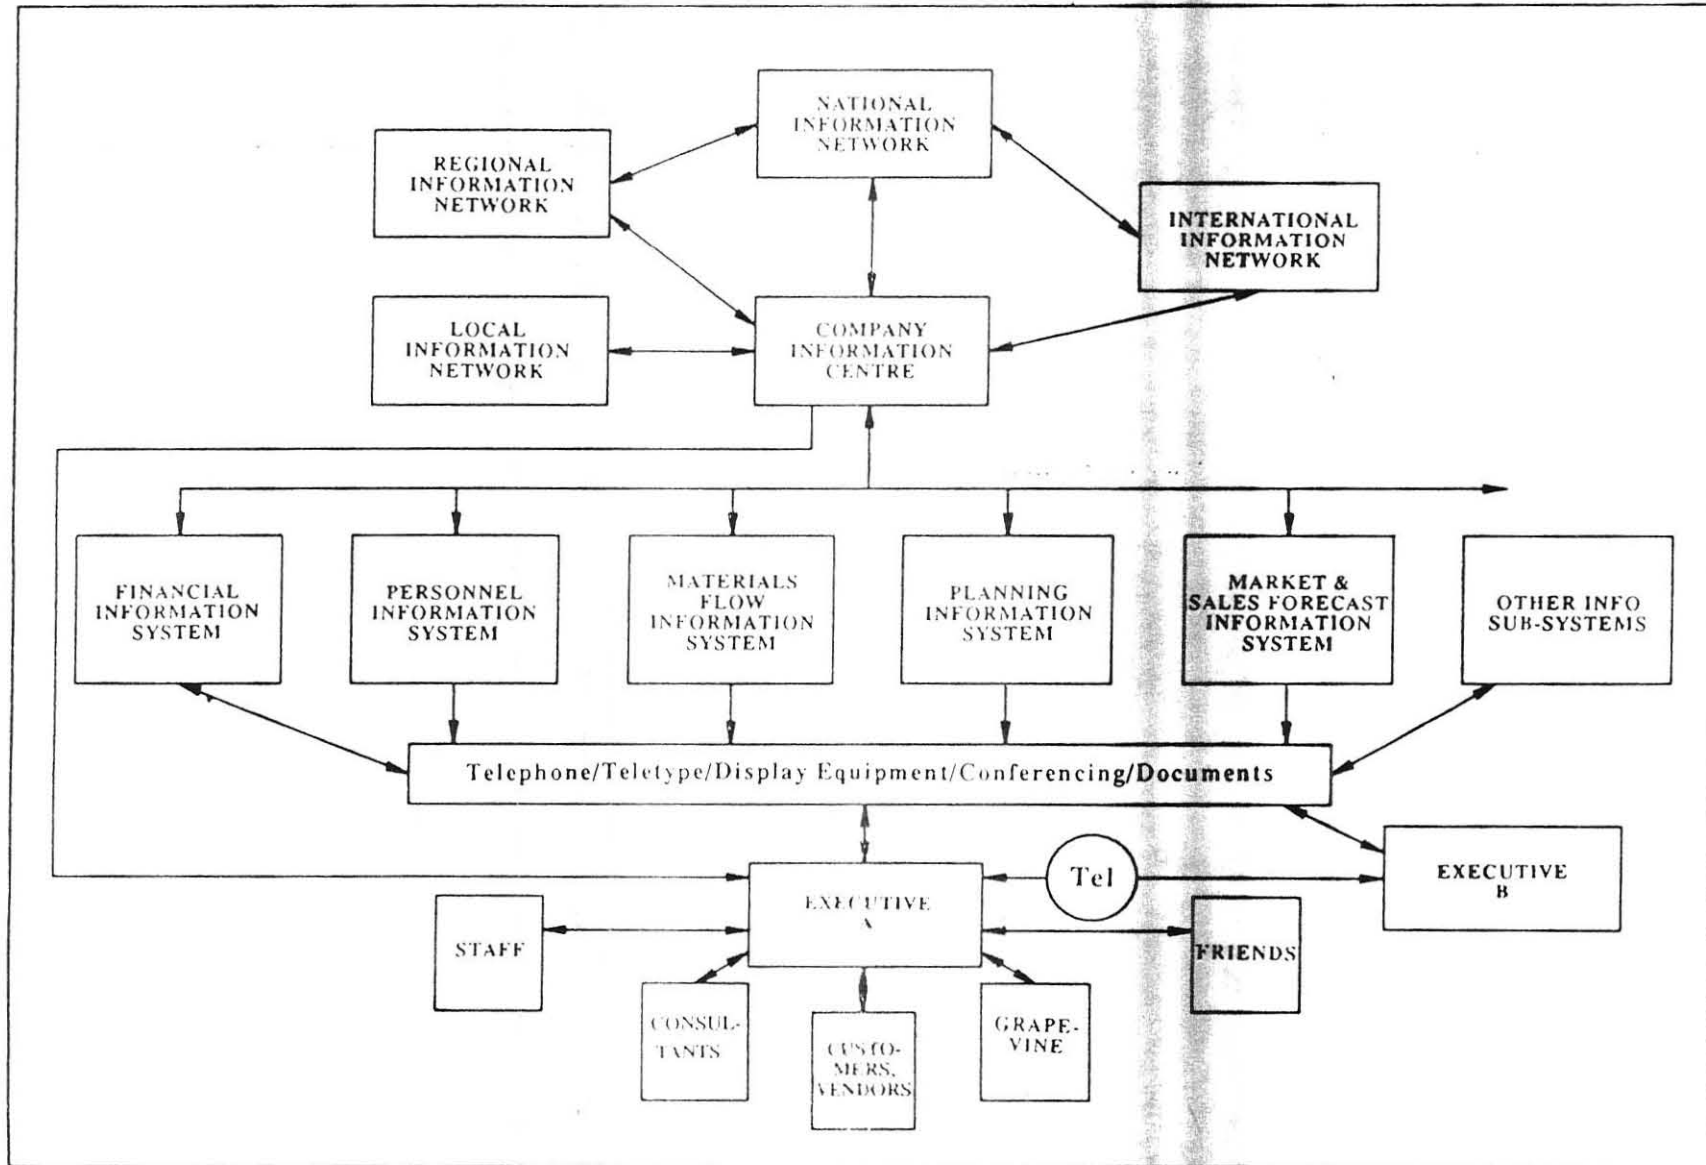 NATIONAL
INFORMATION
NETWORK
REGIONAL
INFORMATION
NETWORK
INTERNATIONAL
INFORMATION
NETWORK
LOCAL
INFORMATION
NETWORK
COMPANY
INFORMATION
CENTRE
FINANCIAL
INFORMATION
SYSTEM
PERSONNEL
INFORMATION
SYSTEM
MATERIALS
FLOW
INFORMATION
SYSTEM
PLANNING
INFORMATION
SYSTEM
MARKET &
SALES FORECAST
INFORMATION
SYSTEM
OTHER INFO
SUB-SYSTEMS
Telephone/Teletype/Display Equipment/Conferencing/Documents
EXECUTIVE
A
Tel
EXECUTIVE
B
STAFF
FRIENDS
CONSUL-
TANTS
CUSTO-
MERS,
VENDORS
GRAPE-
VINE